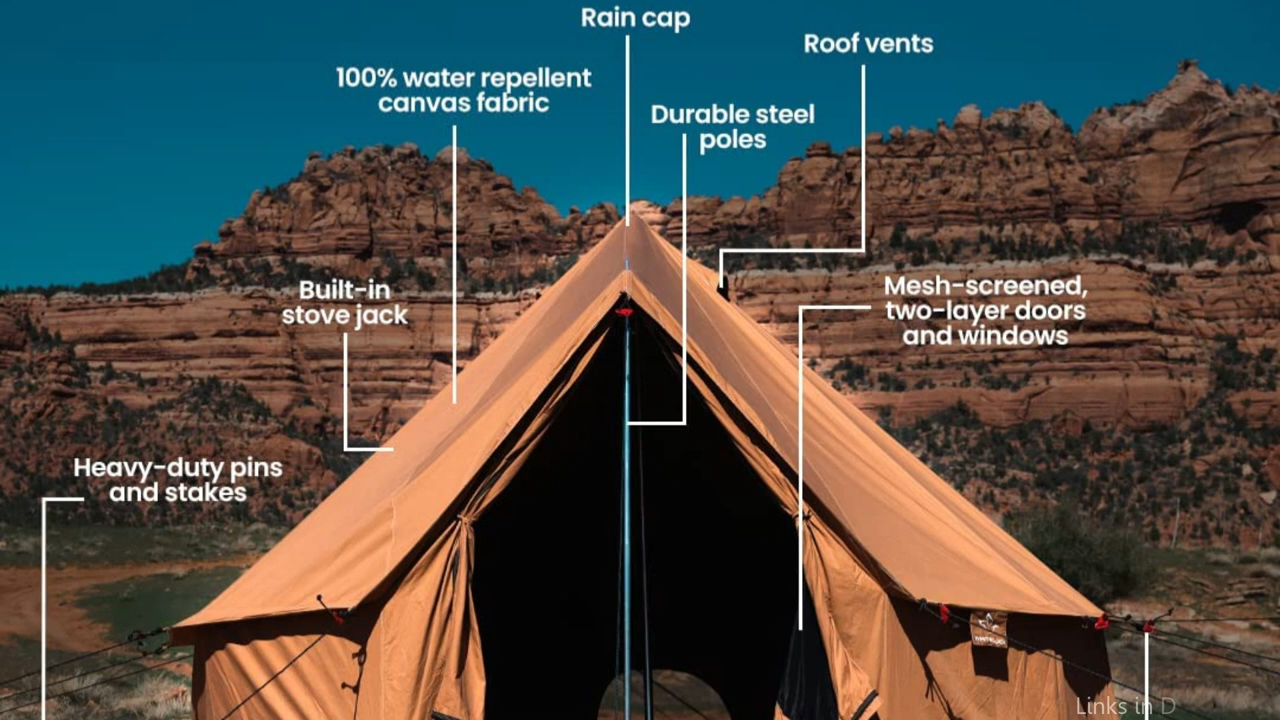 Rain cap
Roof vents
100% water repellent
canvas fabric
Durable steel
poles
Built-in
stove jack
Mesh-screened,
two-layer doors
and windows
Heavy-duty pins
and stakes
Links in D